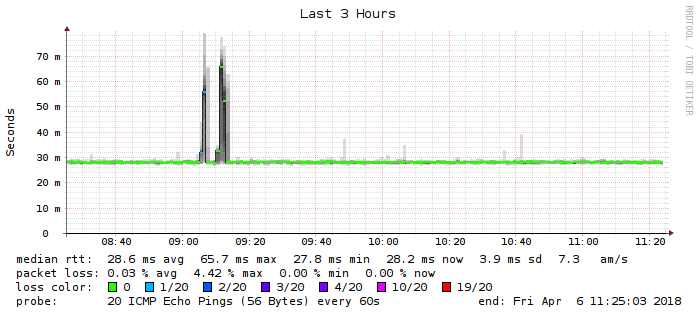 Last 3 Hours
RRDTOOL / TOBI OETIKER
Seconds
70 m
60 m
50 m
40 m
30 m
20 m
10 m
0
08:40 09:00 09:20 09:40 10:00 10:20 10:40 11:00 11:20
median rtt: 28.6 ms avg 65.7 ms max 27.8 ms min 28.2 ms now 3.9 ms sd 7.3 am/s
packet loss: 0.03 % avg 4.42 % max 0.00 % min 0.00 % now
loss color: 0 1/20 2/20 3/20 4/20 10/20 19/20
probe: 20 ICMP Echo Pings (56 Bytes) every 60s end: Fri Apr 6 11:25:03 2018